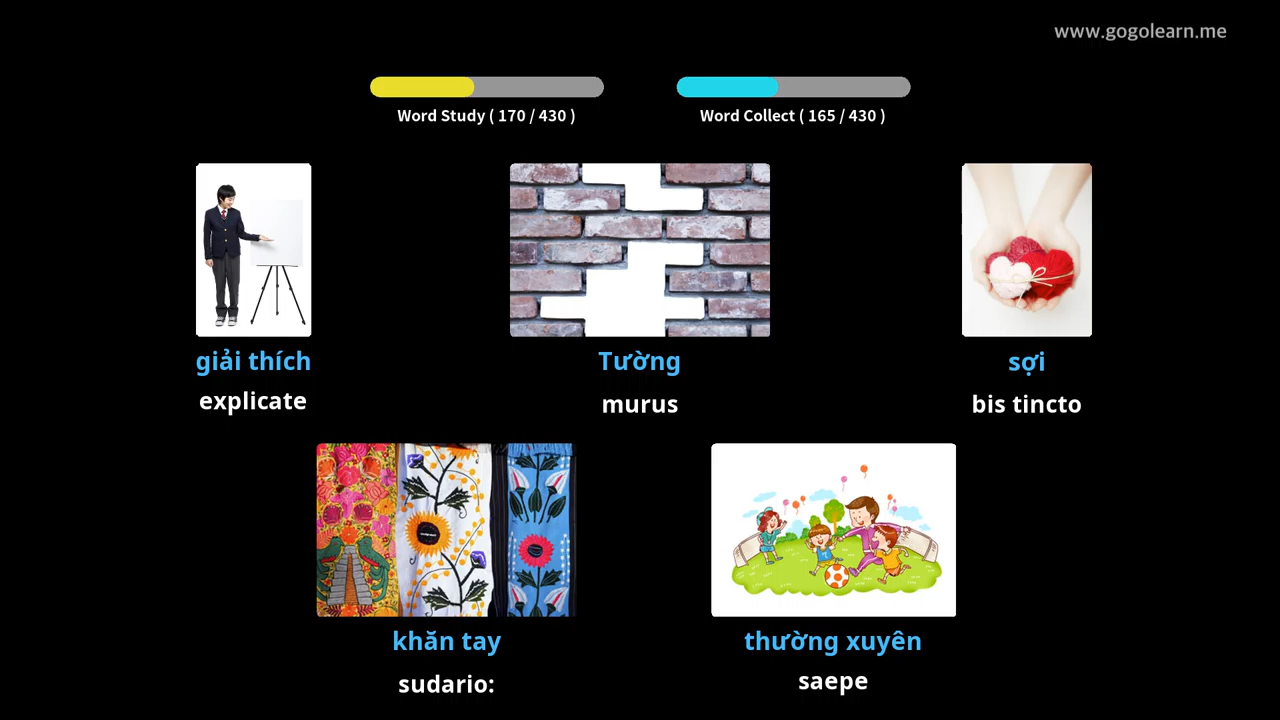 www.gogolearn.me
Word Study ( 170 / 430 )
Word Collect ( 165 / 430 )
giải thích
explicate
Tường
murus
sợi
bis tincto
khăn tay
sudario:
thường xuyên
saepe